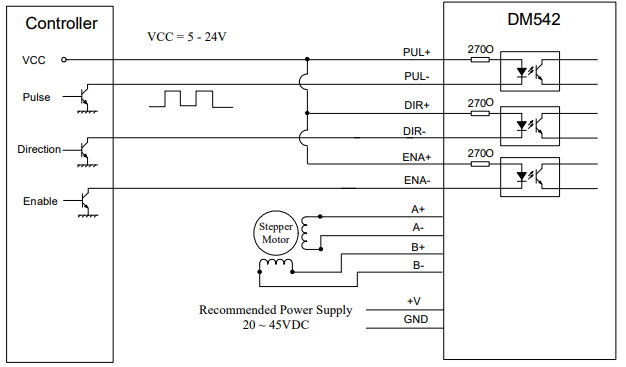 Controller
DM542
VCC = 5 - 24V
VCC
PUL+
270Ω
PUL-
Pulse
DIR+
270Ω
DIR-
Direction
ENA+
270Ω
ENA-
Enable
A+
Stepper
Motor
A-
B+
B-
+V
Recommended Power Supply
20 ~ 45VDC
GND